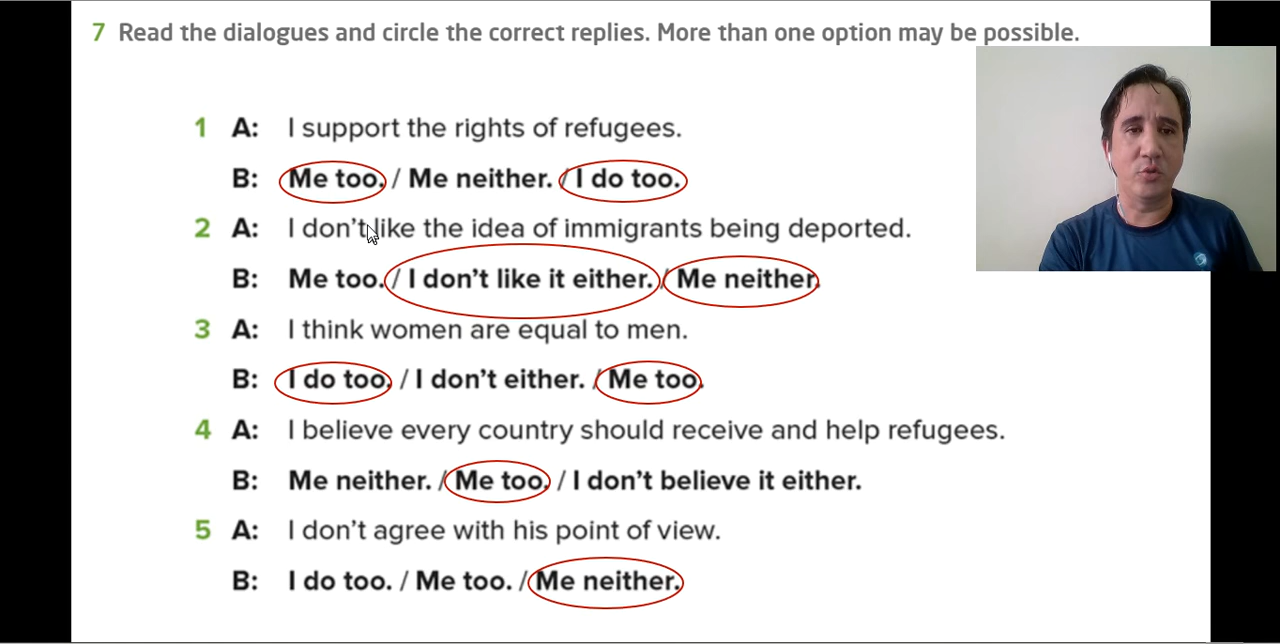 7 Read the dialogues and circle the correct replies. More than one option may be possible.
1 A: I support the rights of refugees.
B: Me too. / Me neither. / I do too.
2 A: I don't like the idea of immigrants being deported.
B: Me too. / I don't like it either. / Me neither.
3 A: I think women are equal to men.
B: I do too. / I don't either. / Me too.
4 A: I believe every country should receive and help refugees.
B: Me neither. / Me too. / I don't believe it either.
5 A: I don't agree with his point of view.
B: I do too. / Me too. / Me neither.